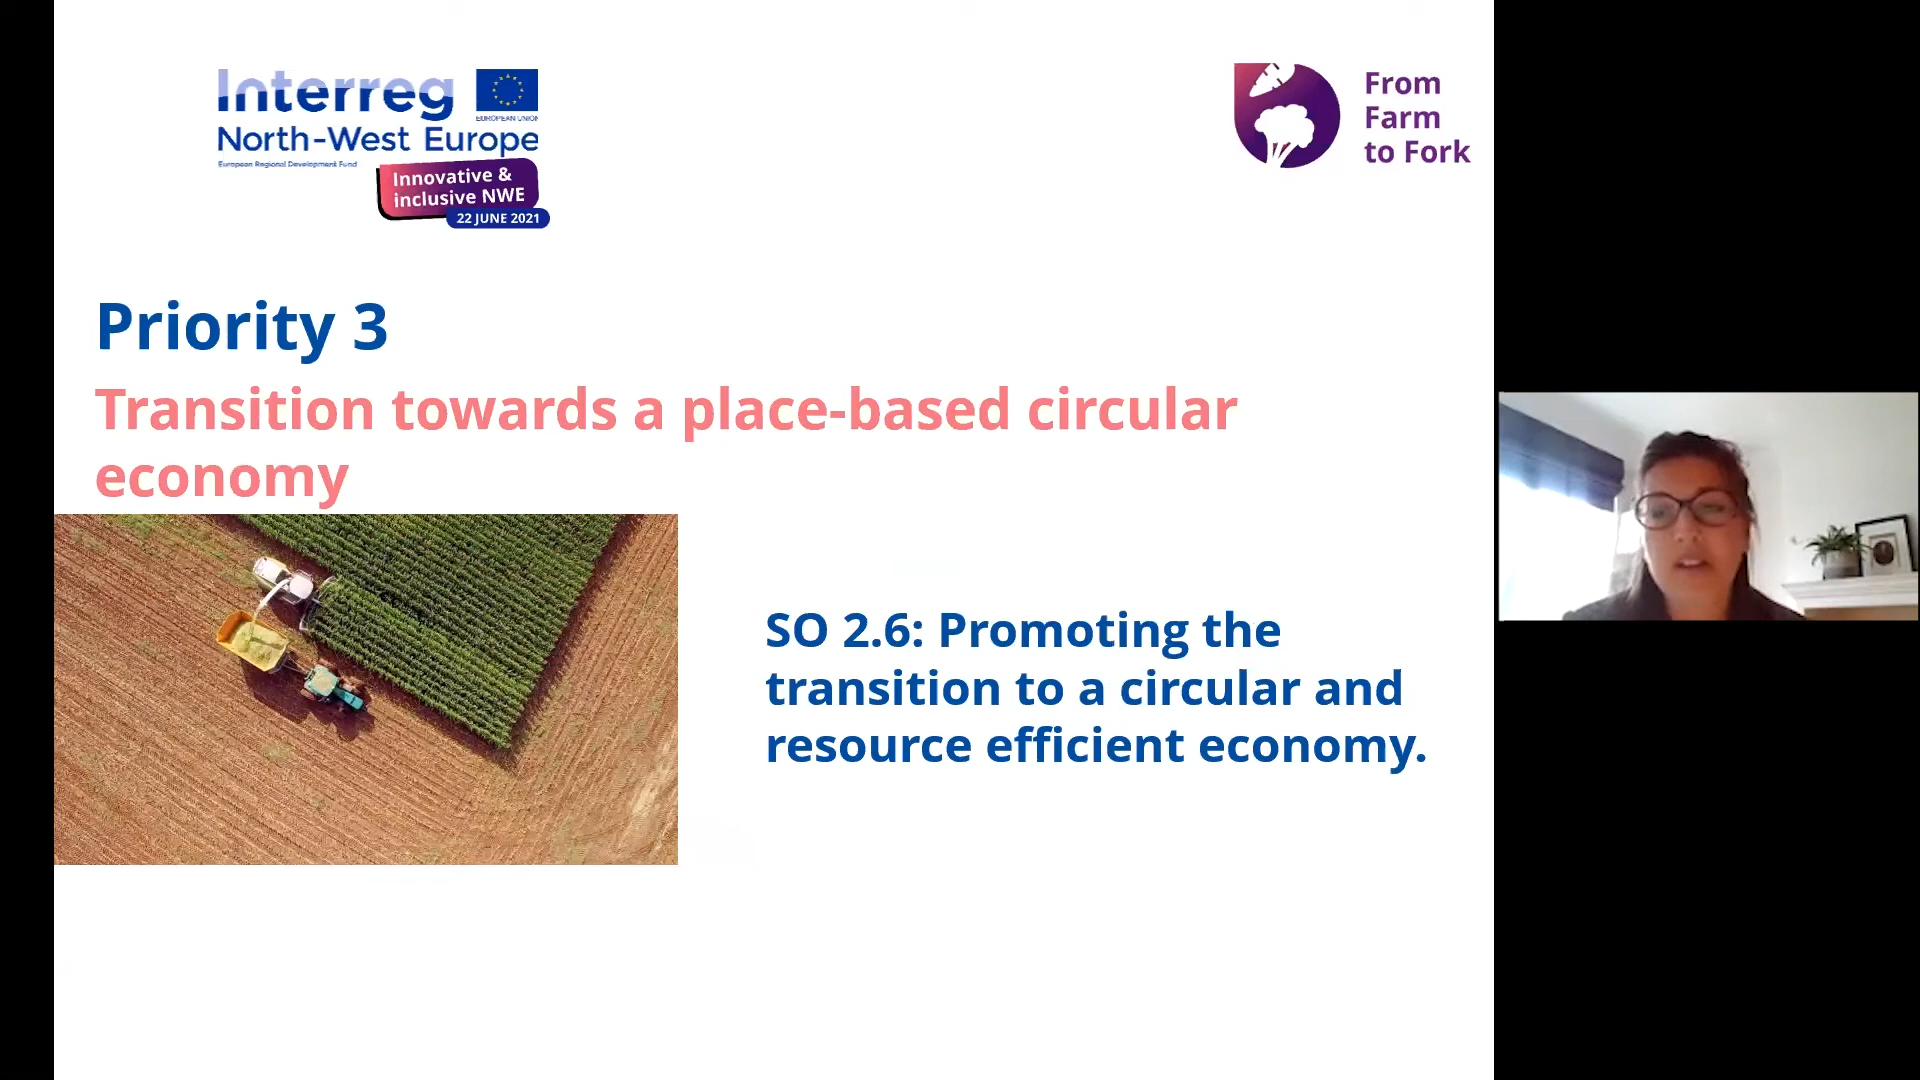 Interreg
EUROPEAN UNION
North-West Europe
European Regional Development Fund
Innovative &
inclusive NWE
22 JUNE 2021
From
Farm
to Fork
Priority 3
Transition towards a place-based circular
economy
SO 2.6: Promoting the
transition to a circular and
resource efficient economy.